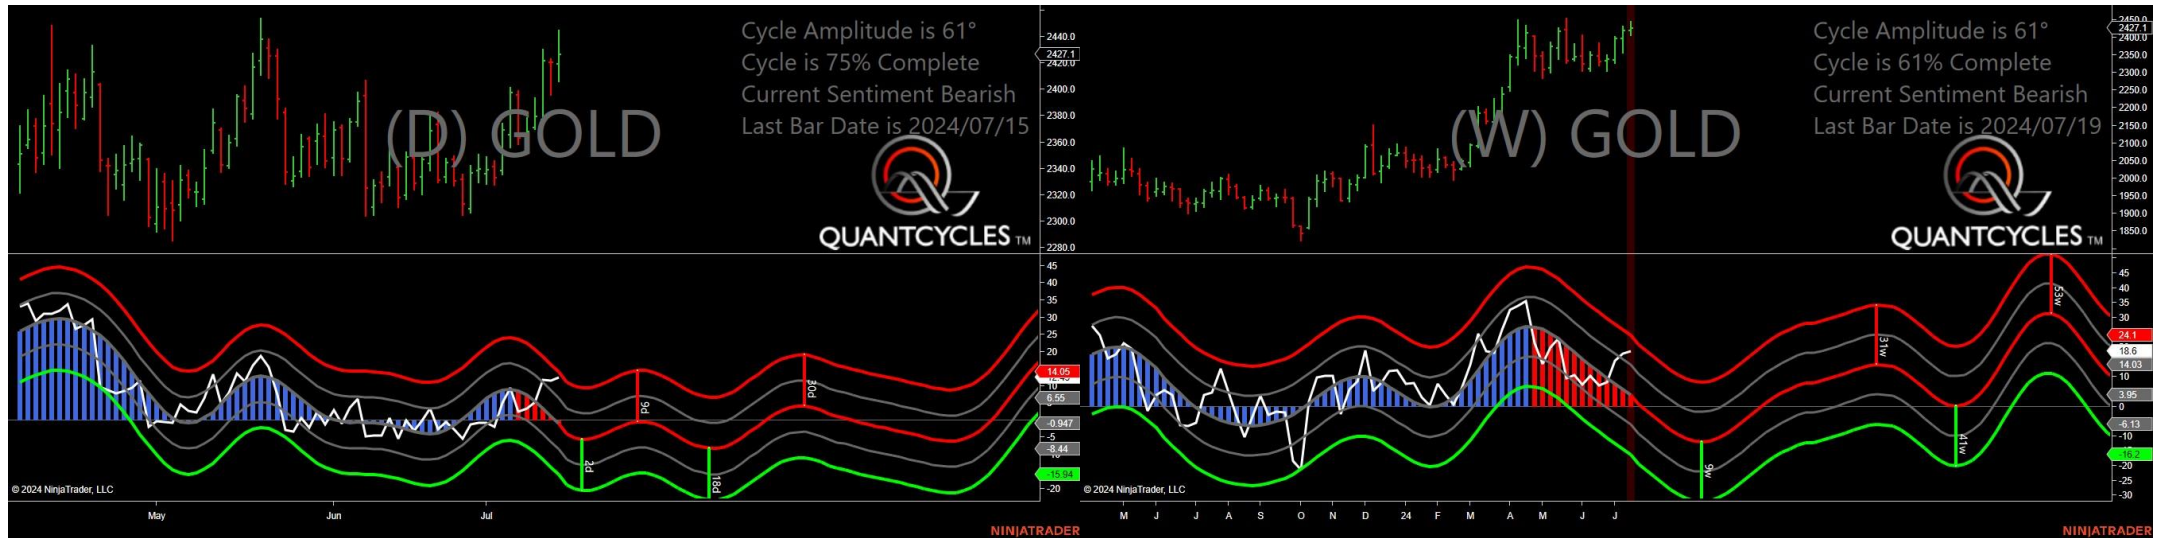 Cycle Amplitude is 61°
Cycle is 75% Complete
Current Sentiment Bearish
Last Bar Date is 2024/07/15
(D) GOLD
QUANTCYCLES TM
2440.0
2427.1
2420.0
2400.0
2380.0
2360.0
2340.0
2320.0
2300.0
2280.0
45
40
35
30
25
20
14.05
10
6.55
-0.947
-5
-8.44
-15.94
-20
9d
30d
2d
18d
© 2024 NinjaTrader, LLC
May
Jun
Jul
NINJATRADER
Cycle Amplitude is 61°
Cycle is 61% Complete
Current Sentiment Bearish
Last Bar Date is 2024/07/19
(W) GOLD
QUANTCYCLES TM
2450.0
2427.1
2400.0
2350.0
2300.0
2250.0
2200.0
2150.0
2100.0
2050.0
2000.0
1950.0
1900.0
1850.0
45
40
35
30
24.1
18.6
14.03
10
3.95
0
-6.13
-10
-16.2
-20
-25
-30
31w
53w
9w
41w
© 2024 NinjaTrader, LLC
M J J A S O N D 24 F M A M J J
NINJATRADER